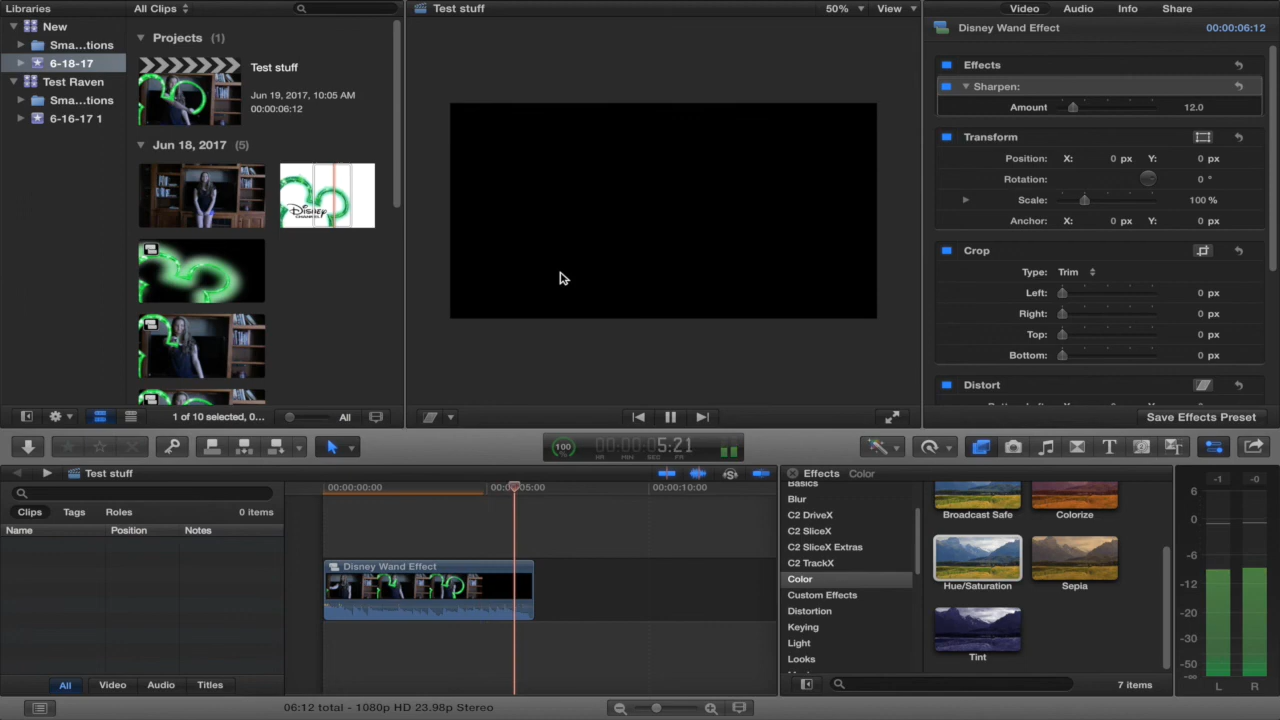 Libraries
New
Sma...tions
6-18-17
Test Raven
Sma...tions
6-16-17 1
All Clips
Projects (1)
Test stuff
Jun 19, 2017, 10:05 AM
00:00:06:12
Jun 18, 2017 (5)
DISNEY
CHANNEL
1 of 10 selected, 0...
All
Test stuff
50%
View
Video
Audio
Info
Share
Disney Wand Effect
00:00:06:12
Effects
Sharpen:
Amount
12.0
Transform
Position: X: 0 px Y: 0 px
Rotation: 0 °
Scale: 100 %
Anchor: X: 0 px Y: 0 px
Crop
Type: Trim
Left: 0 px
Right: 0 px
Top: 0 px
Bottom: 0 px
Distort
Save Effects Preset
100
%
00:00:05:21
HR MIN SEC FR
Test stuff
Clips
Tags
Roles
0 items
Name
Position
Notes
All
Video
Audio
Titles
00:00:00:00
00:00:05:00
00:00:10:00
Disney Wand Effect
Effects
Color
Basics
Blur
C2 DriveX
C2 SliceX
C2 SliceX Extras
C2 TrackX
Color
Custom Effects
Distortion
Keying
Light
Looks
Broadcast Safe
Colorize
Hue/Saturation
Sepia
Tint
7 items
-1
-0
6
0
-6
-12
-20
-30
-50
-∞
L
R
06:12 total - 1080p HD 23.98p Stereo